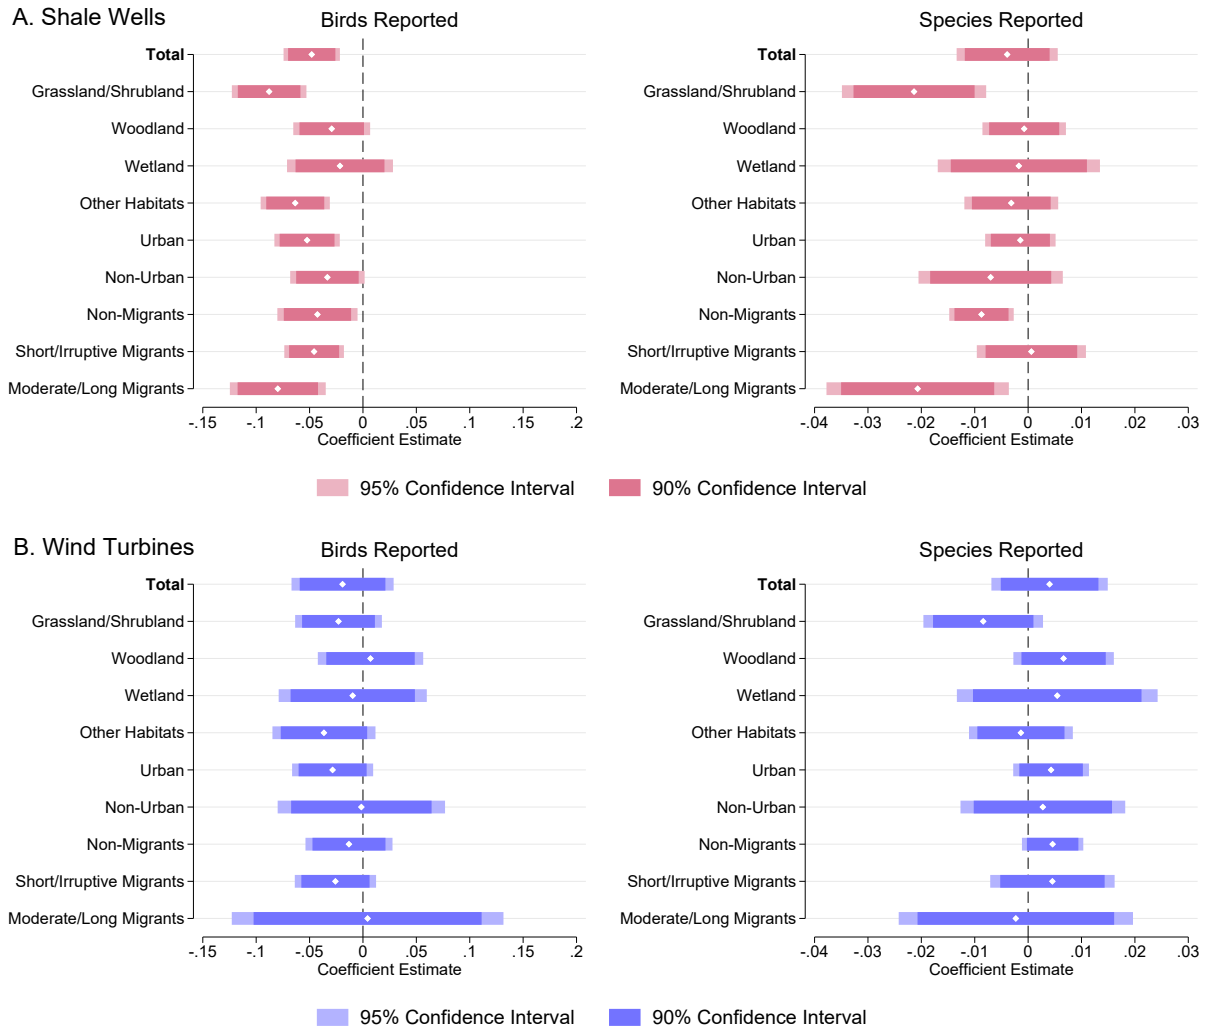 A. Shale Wells
Birds Reported
Total
Grassland/Shrubland
Woodland
Wetland
Other Habitats
Urban
Non-Urban
Non-Migrants
Short/Irruptive Migrants
Moderate/Long Migrants
-.15 -.1 -.05 0 .05 .1 .15 .2
Coefficient Estimate
Species Reported
Total
Grassland/Shrubland
Woodland
Wetland
Other Habitats
Urban
Non-Urban
Non-Migrants
Short/Irruptive Migrants
Moderate/Long Migrants
-.04 -.03 -.02 -.01 0 .01 .02 .03
Coefficient Estimate
95% Confidence Interval 90% Confidence Interval
B. Wind Turbines
Birds Reported
Total
Grassland/Shrubland
Woodland
Wetland
Other Habitats
Urban
Non-Urban
Non-Migrants
Short/Irruptive Migrants
Moderate/Long Migrants
-.15 -.1 -.05 0 .05 .1 .15 .2
Coefficient Estimate
Species Reported
Total
Grassland/Shrubland
Woodland
Wetland
Other Habitats
Urban
Non-Urban
Non-Migrants
Short/Irruptive Migrants
Moderate/Long Migrants
-.04 -.03 -.02 -.01 0 .01 .02 .03
Coefficient Estimate
95% Confidence Interval 90% Confidence Interval